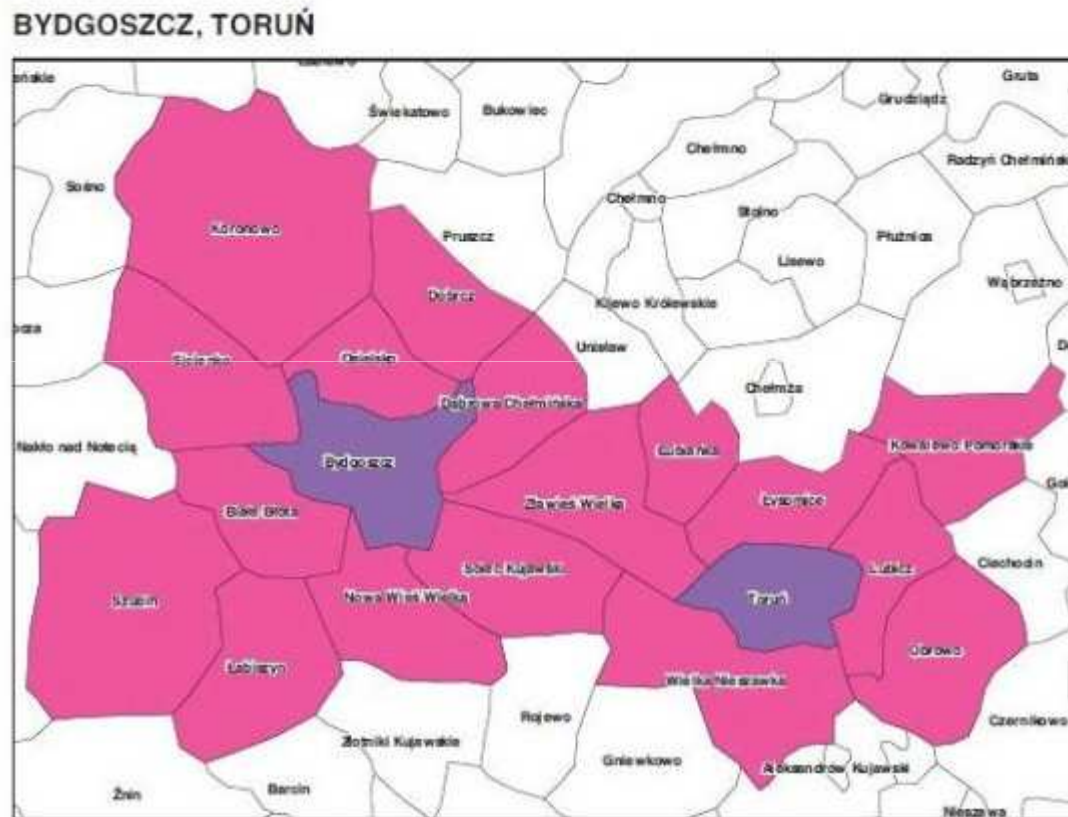 BYDGOSZCZ, TORUŃ
Gruta
Świekatowo
Bukowiec
Grudziądz
Chełmno
Radzyń Chełmińsk
Sośno
Chełmno
Stolno
Koronowo
Pruszcz
Płużnica
Lisewo
Wąbrzeźno
Dobrcz
Kijewo Królewskie
Unisław
Sicienko
Osielsko
Chełmża
Dąbrowa Chełmińska
Nakło nad Notecią
Kowalewo Pomorskie
Łubianka
Bydgoszcz
Zławieś Wielka
Łysomice
Białe Błota
Ciechocin
Solec Kujawski
Lubicz
Szubin
Nowa Wieś Wielka
Toruń
Obrowo
Łabiszyn
Wielka Nieszawka
Rojewo
Czernikowo
Złotniki Kujawskie
Gniewkowo
Aleksandrów Kujawski
Barcin
Żnin
Nieszawa